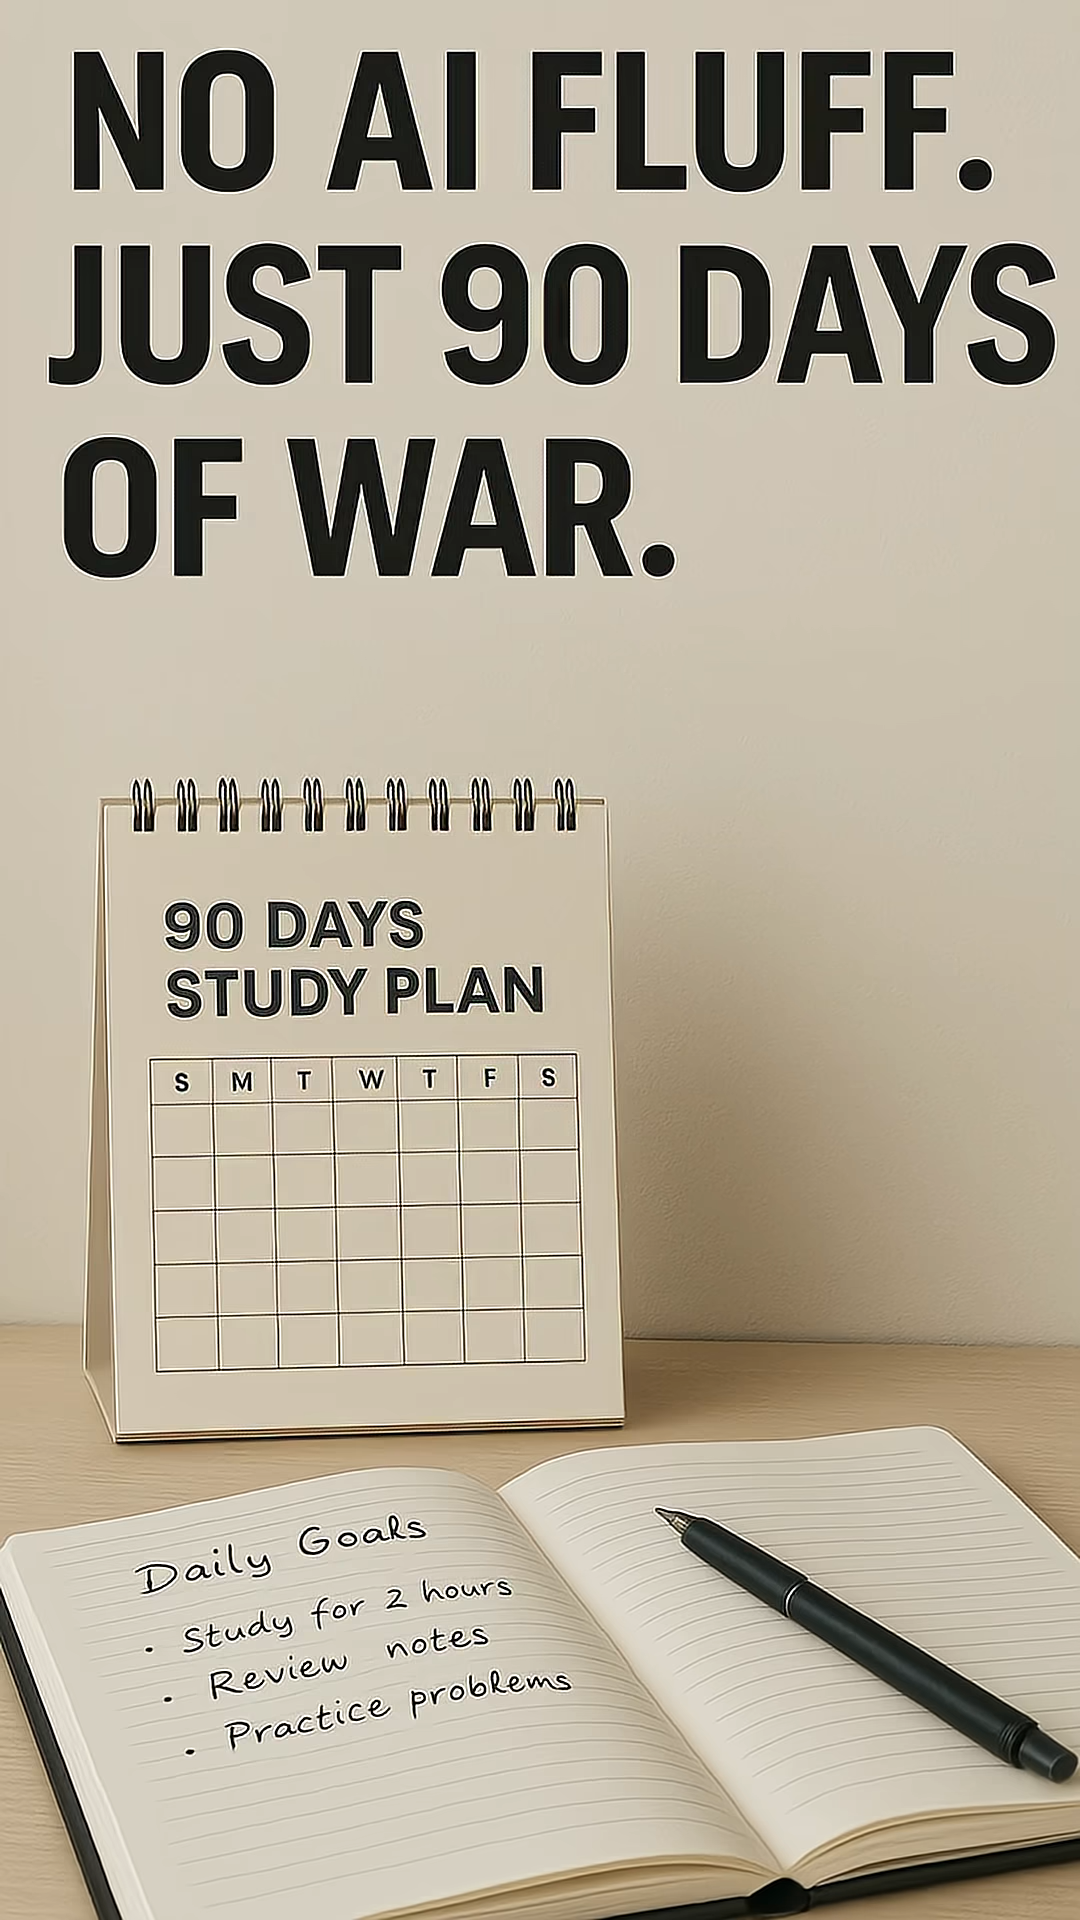 NO AI FLUFF.
JUST 90 DAYS
OF WAR.
90 DAYS
STUDY PLAN
S M T W T F S
Daily Goals
• Study for 2 hours
• Review notes
• Practice problems